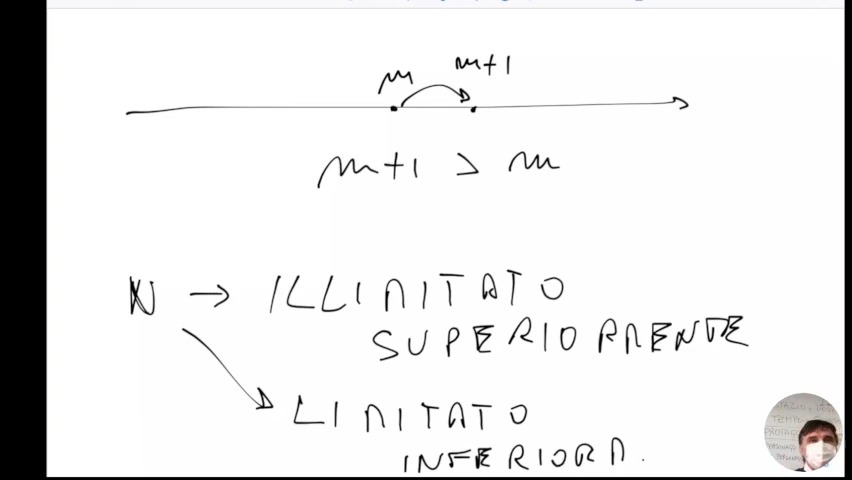 m m+1
m+1 > m
ℕ → ILLIMITATO
SUPERIORMENTE
LIMITATO
INFERIORM.